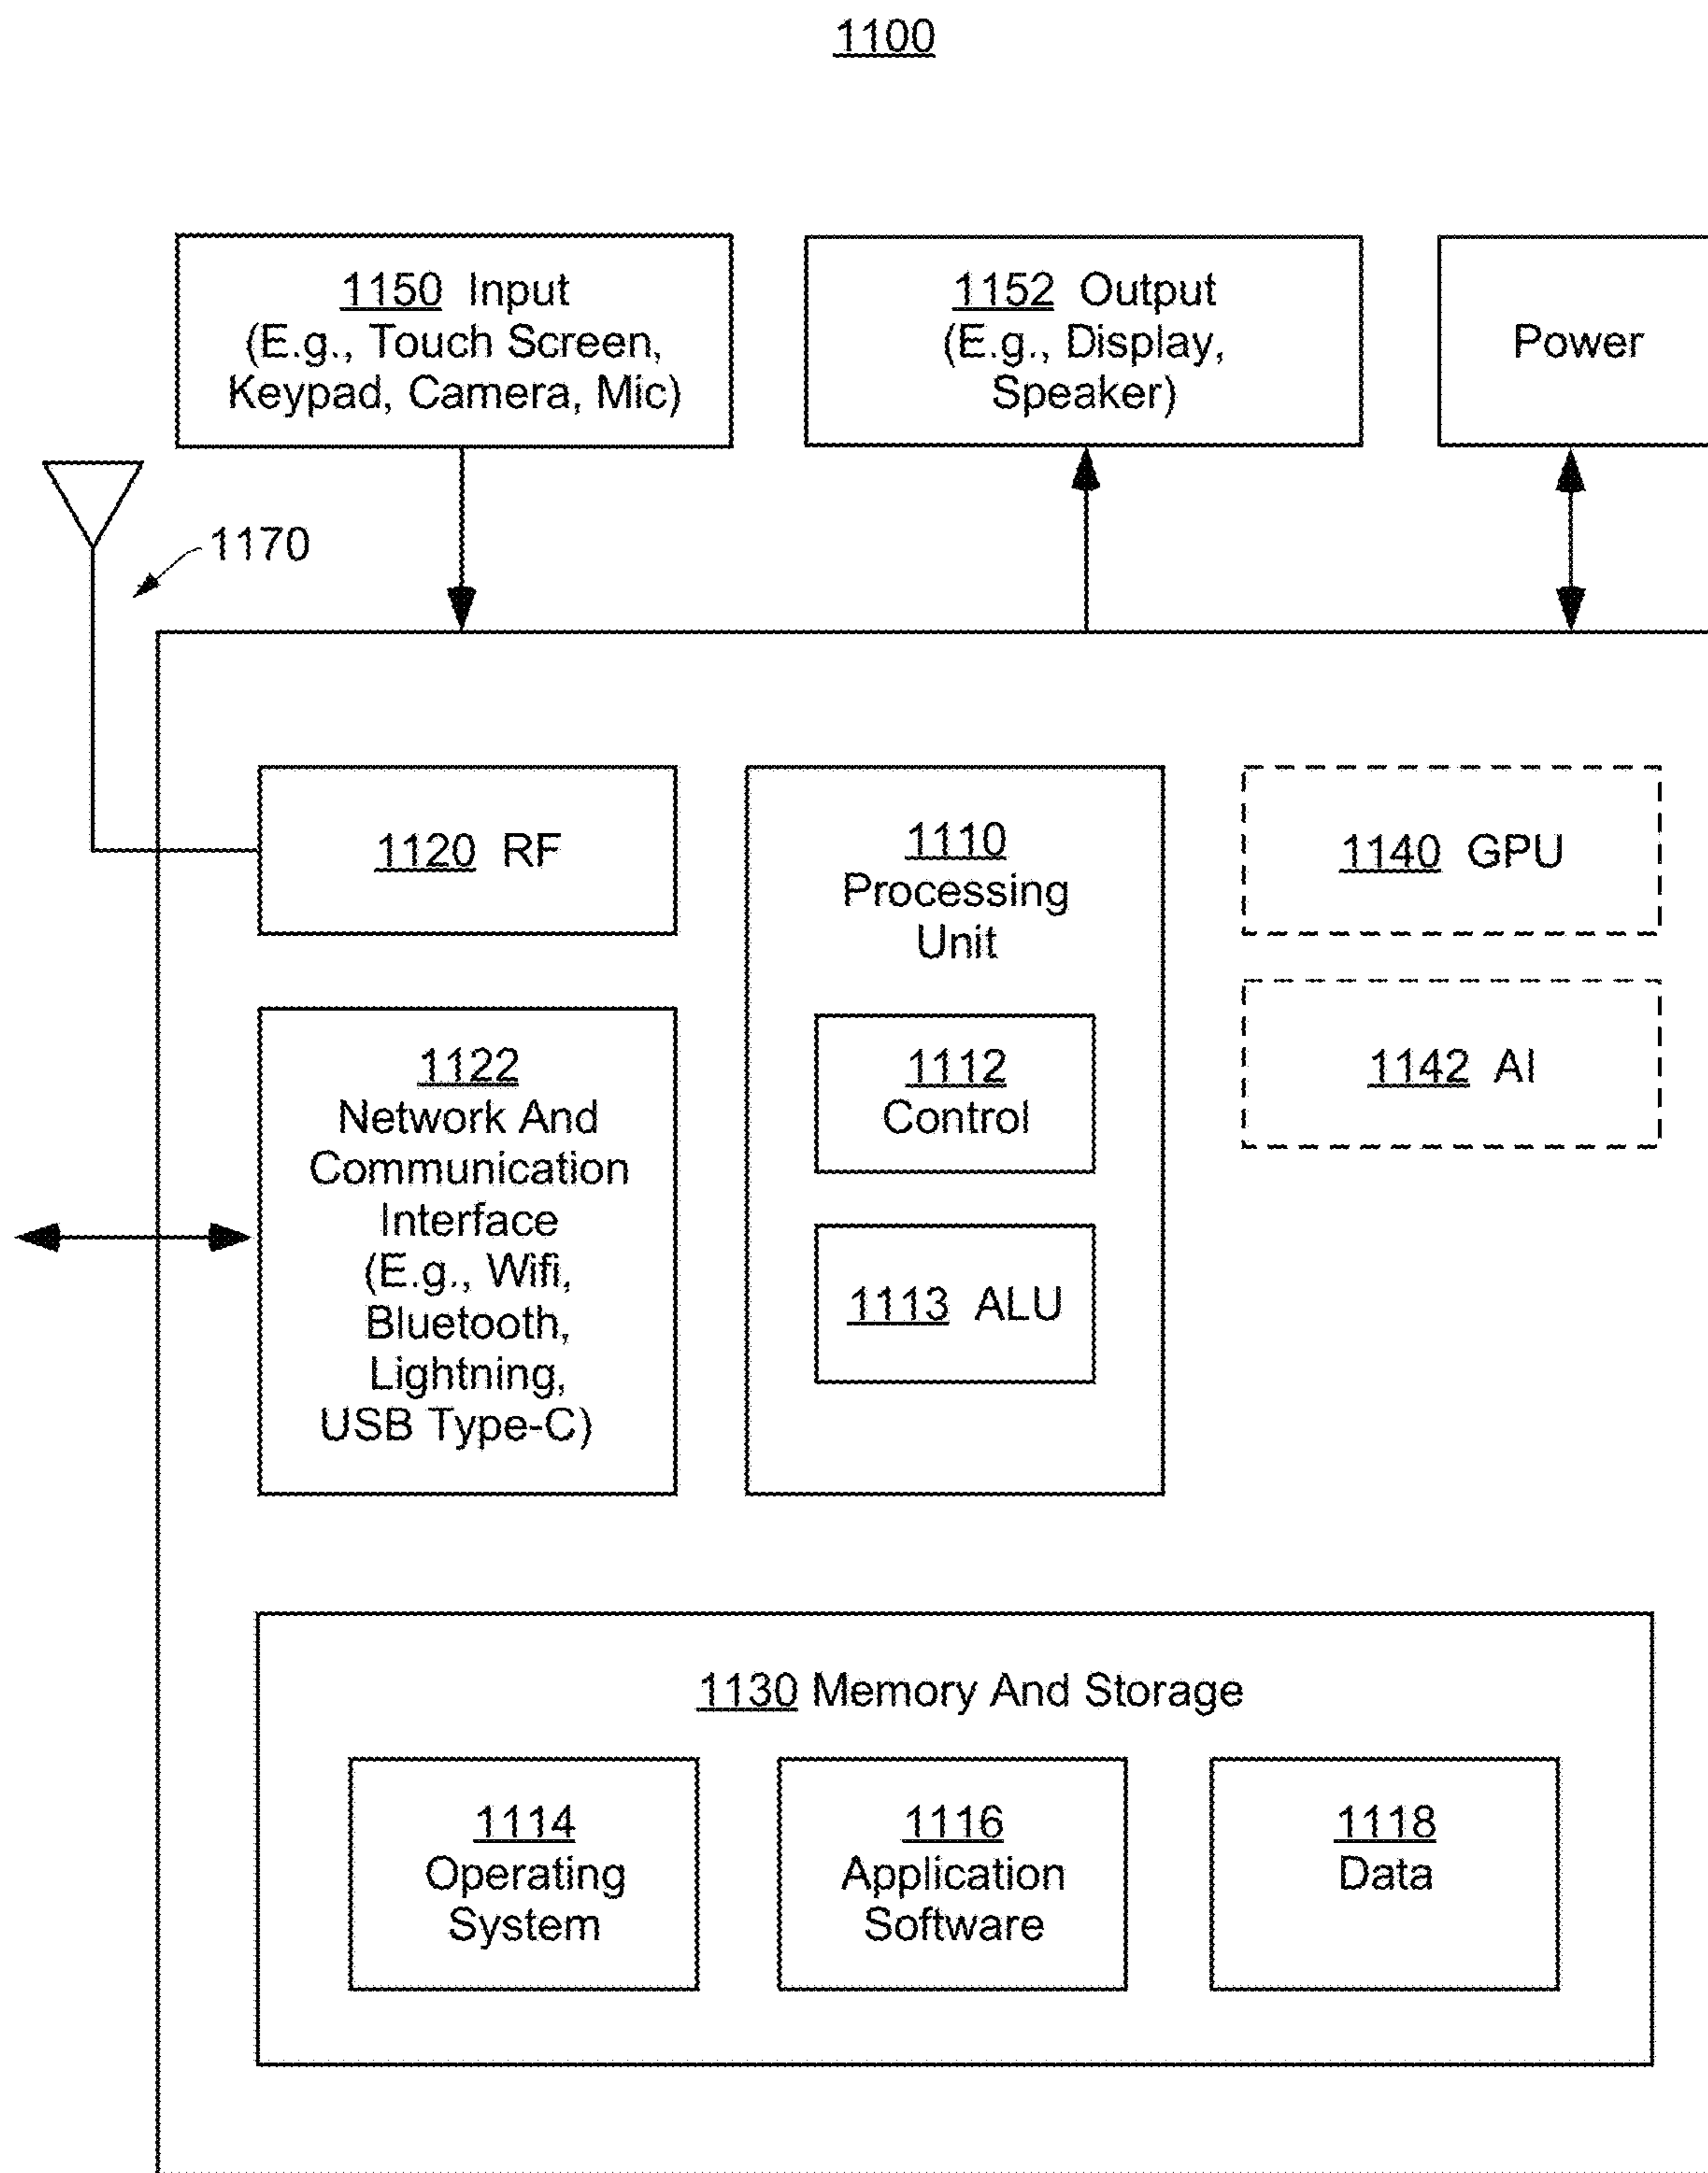 1100
1150 Input
(E.g., Touch Screen,
Keypad, Camera, Mic)
1152 Output
(E.g., Display,
Speaker)
Power
1170
1120 RF
1110
Processing
Unit
1140 GPU
1142 AI
1122
Network And
Communication
Interface
(E.g., Wifi,
Bluetooth,
Lightning,
USB Type-C)
1112
Control
1113 ALU
1130 Memory And Storage
1114
Operating
System
1116
Application
Software
1118
Data